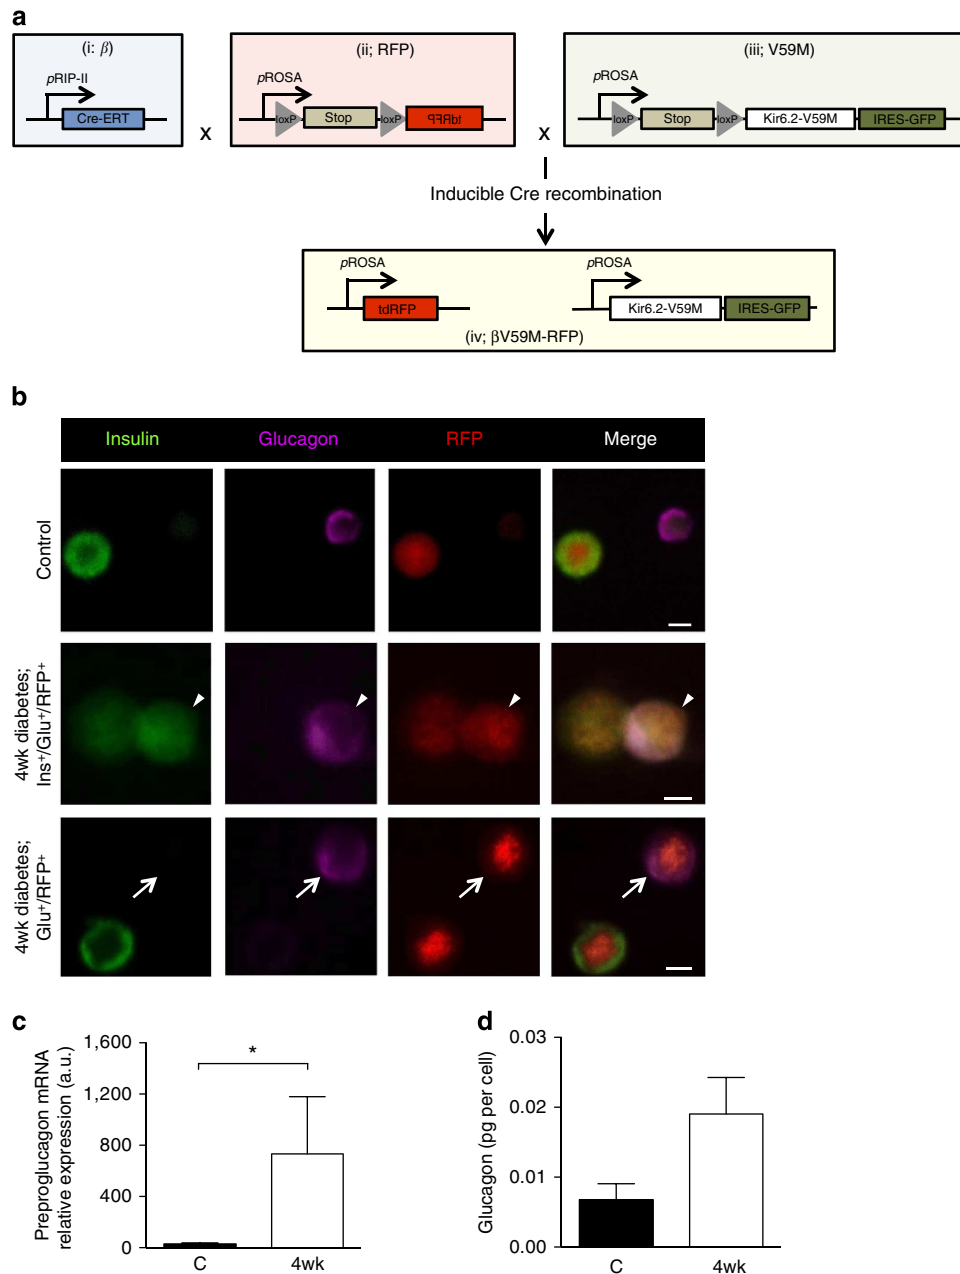 a
(i: β)
pRIP-II
Cre-ERT
x
(ii; RFP)
pROSA
loxP
Stop
loxP
tdRFP
x
(iii; V59M)
pROSA
loxP
Stop
loxP
Kir6.2-V59M
IRES-GFP
Inducible Cre recombination
pROSA
tdRFP
pROSA
Kir6.2-V59M
IRES-GFP
(iv; βV59M-RFP)
b
Insulin
Glucagon
RFP
Merge
Control
4wk diabetes;
Ins⁺/Glu⁺/RFP⁺
4wk diabetes;
Glu⁺/RFP⁺
c
Preproglucagon mRNA
relative expression (a.u.)
1,600
1,200
800
400
0
*
C
4wk
d
Glucagon (pg per cell)
0.03
0.02
0.01
0.00
C
4wk